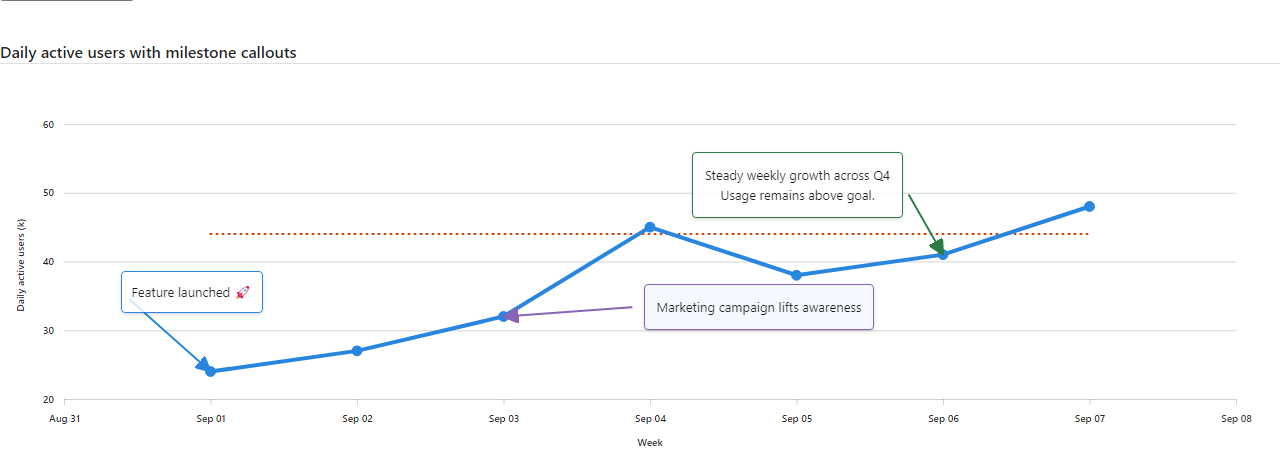 Daily active users with milestone callouts
60
50
40
30
20
Daily active users (k)
Steady weekly growth across Q4
Usage remains above goal.
Feature launched 🚀
Marketing campaign lifts awareness
Aug 31
Sep 01
Sep 02
Sep 03
Sep 04
Sep 05
Sep 06
Sep 07
Sep 08
Week